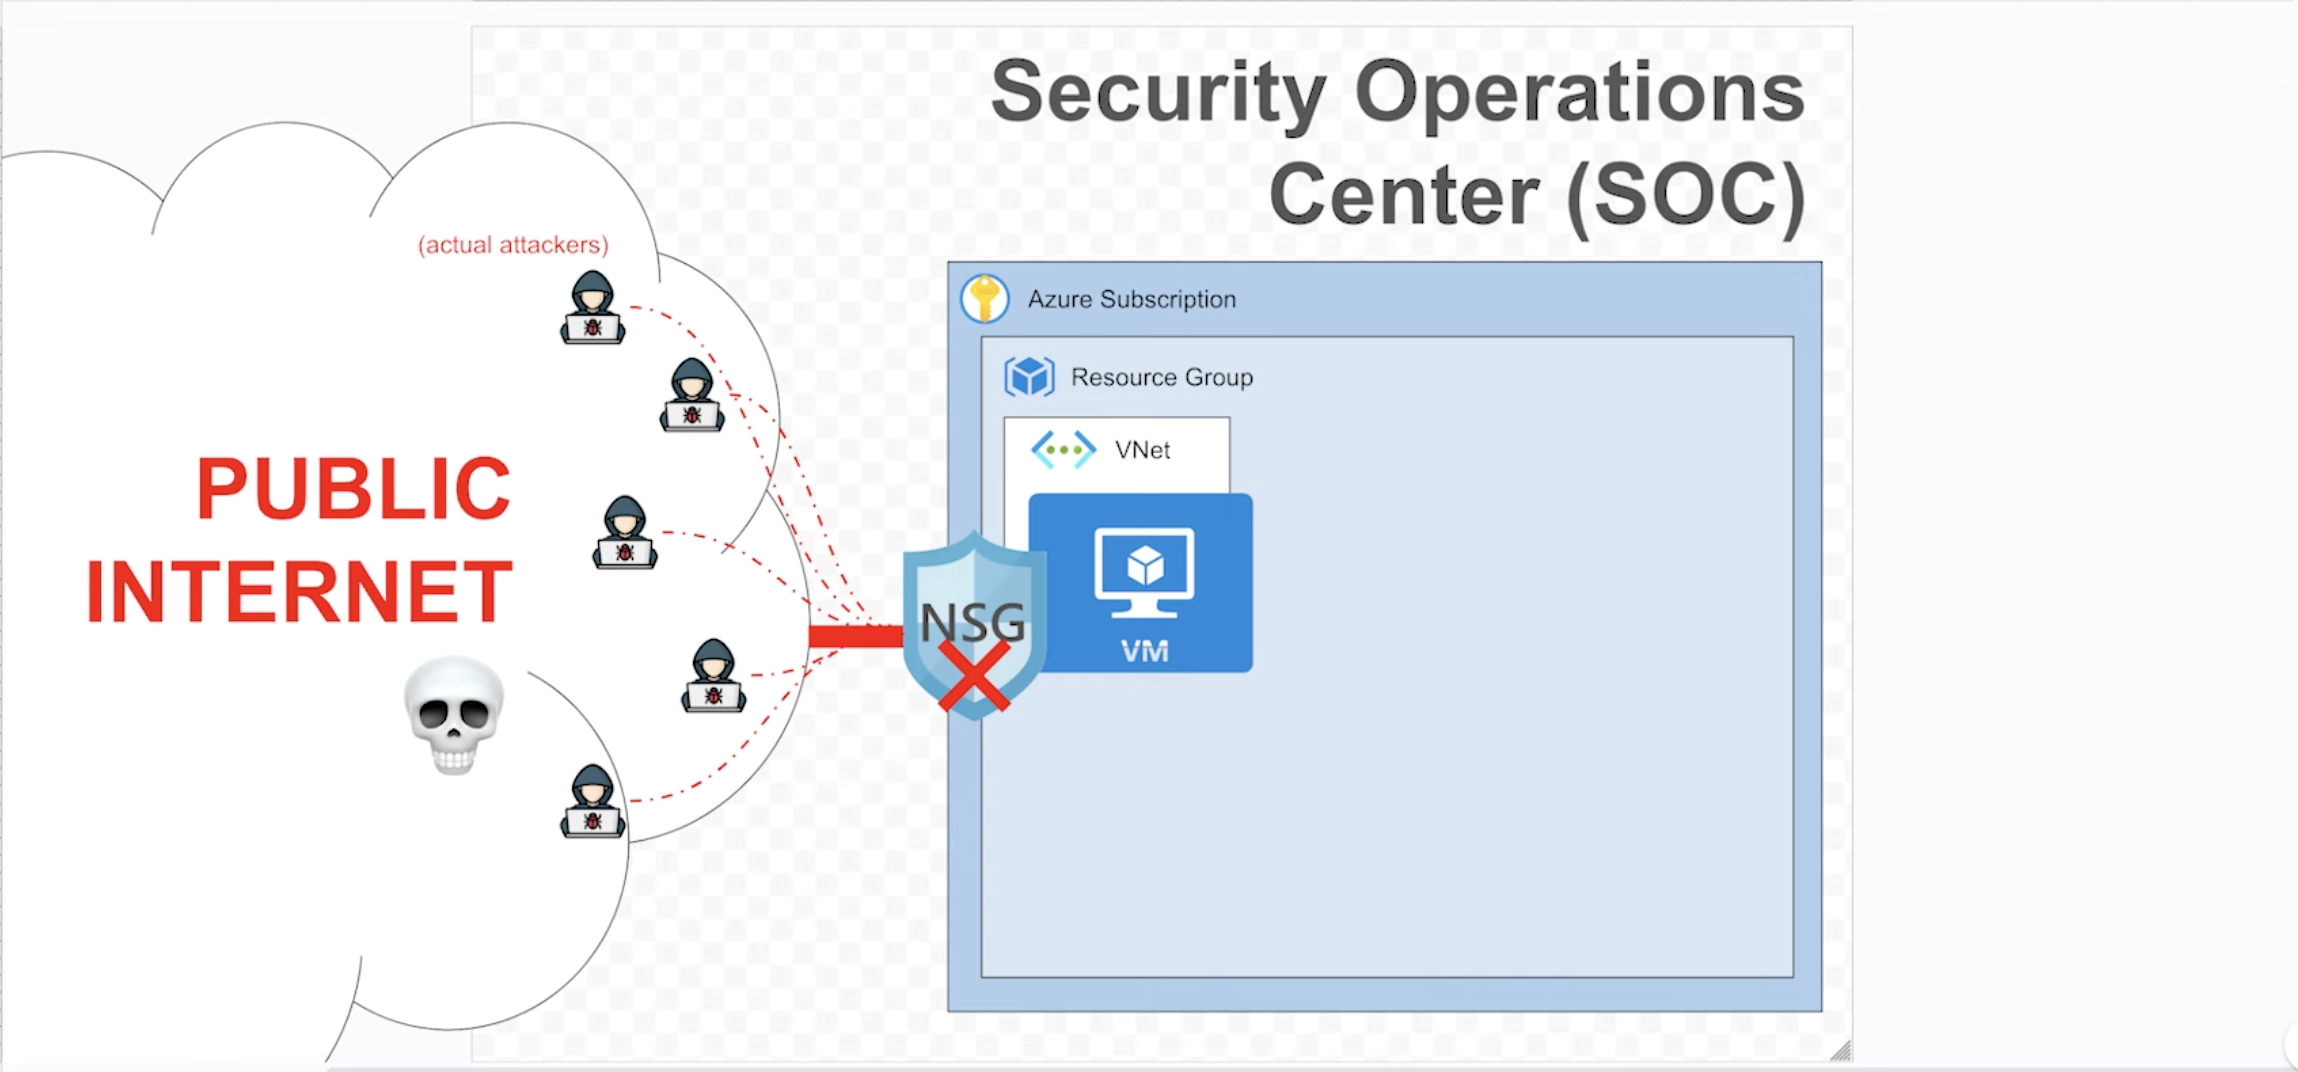 Security Operations
Center (SOC)
(actual attackers)
PUBLIC
INTERNET
Azure Subscription
Resource Group
VNet
NSG
VM